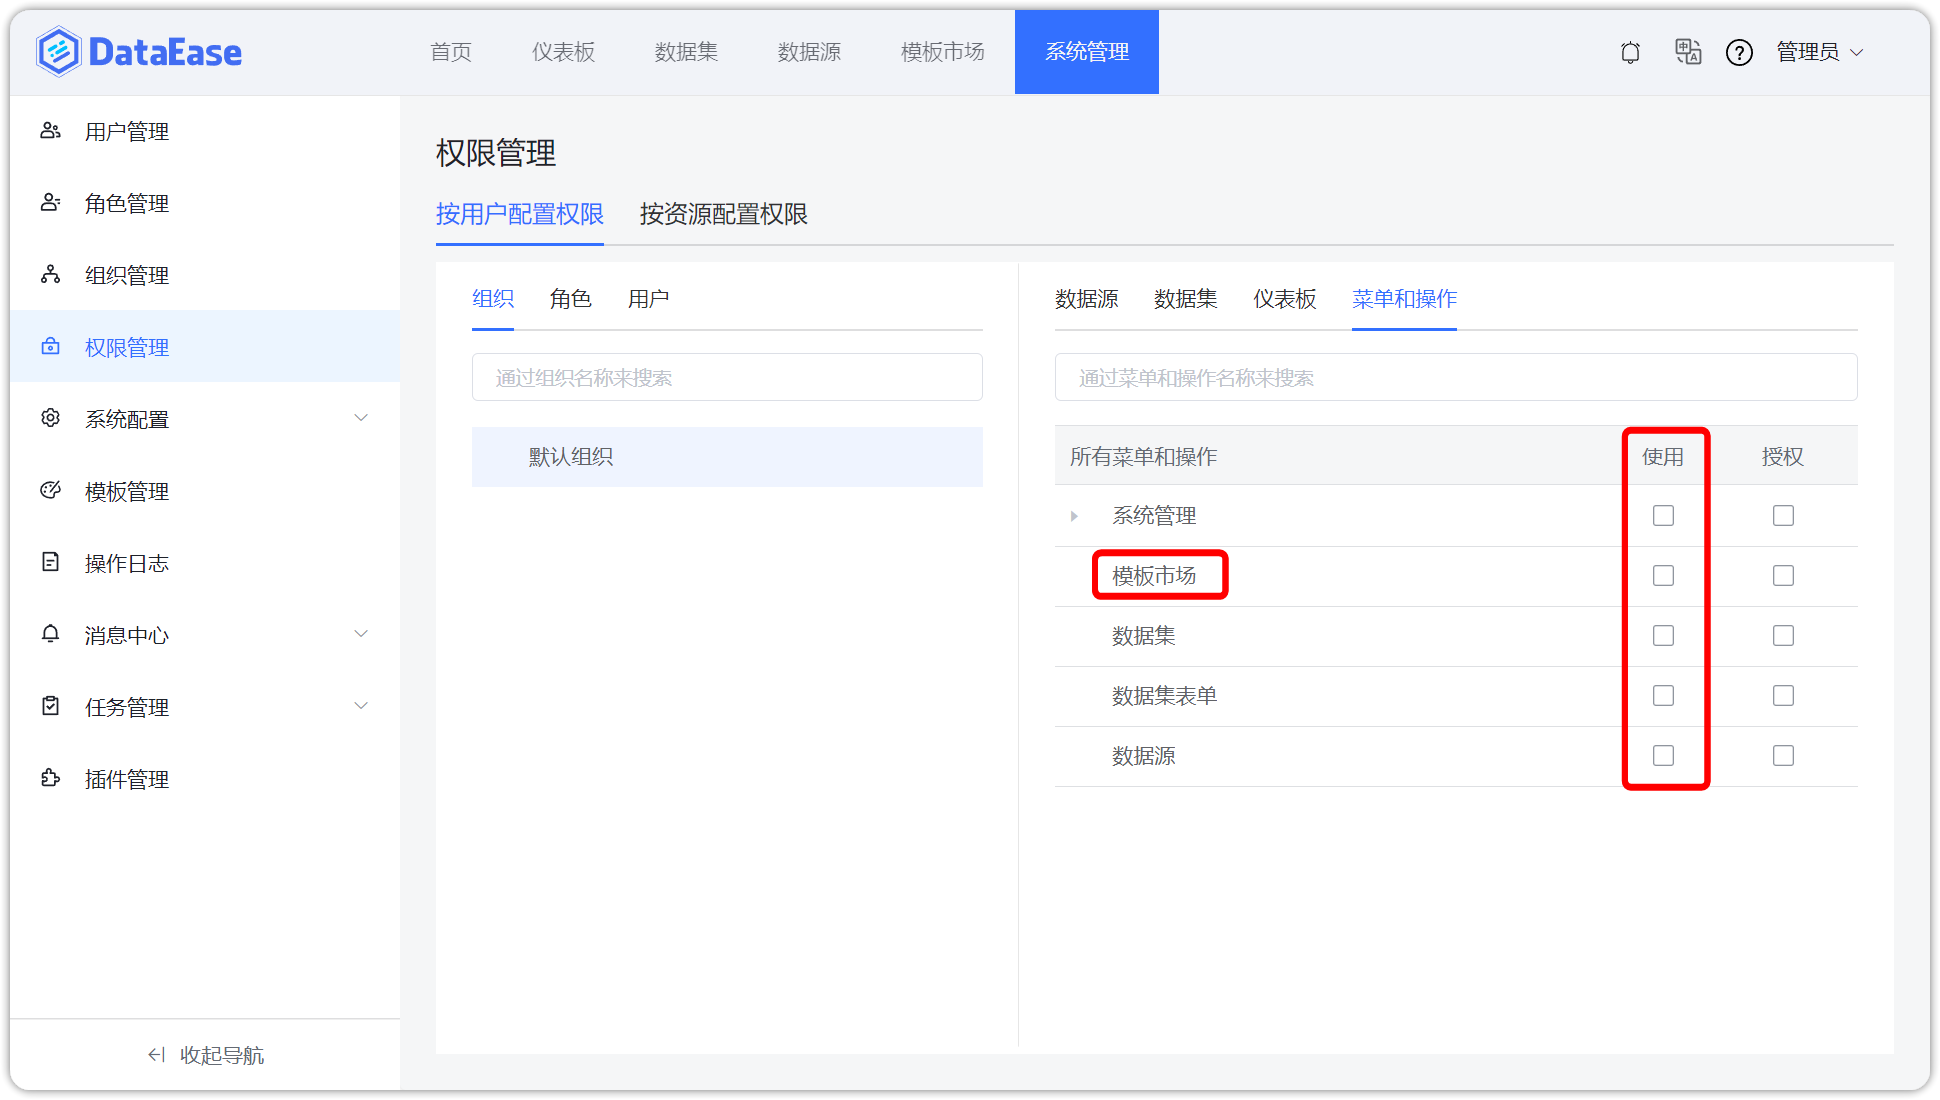 DataEase 首页 仪表板 数据集 数据源 模板市场 系统管理 管理员
用户管理
角色管理
组织管理
权限管理
系统配置
模板管理
操作日志
消息中心
任务管理
插件管理
收起导航
权限管理
按用户配置权限 按资源配置权限
组织 角色 用户
通过组织名称来搜索
默认组织
数据源 数据集 仪表板 菜单和操作
通过菜单和操作名称来搜索
所有菜单和操作 使用 授权
系统管理
模板市场
数据集
数据集表单
数据源